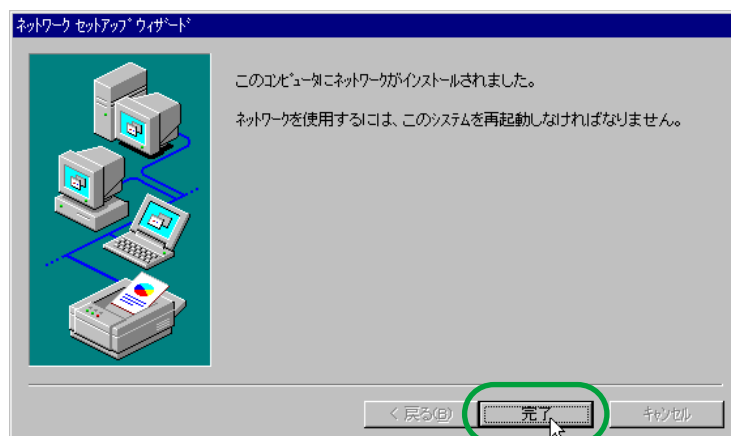 ネットワーク セットアップ ウィザード
このコンピュータにネットワークがインストールされました。
ネットワークを使用するには、このシステムを再起動しなければなりません。
< 戻る(B)
完了
キャンセル